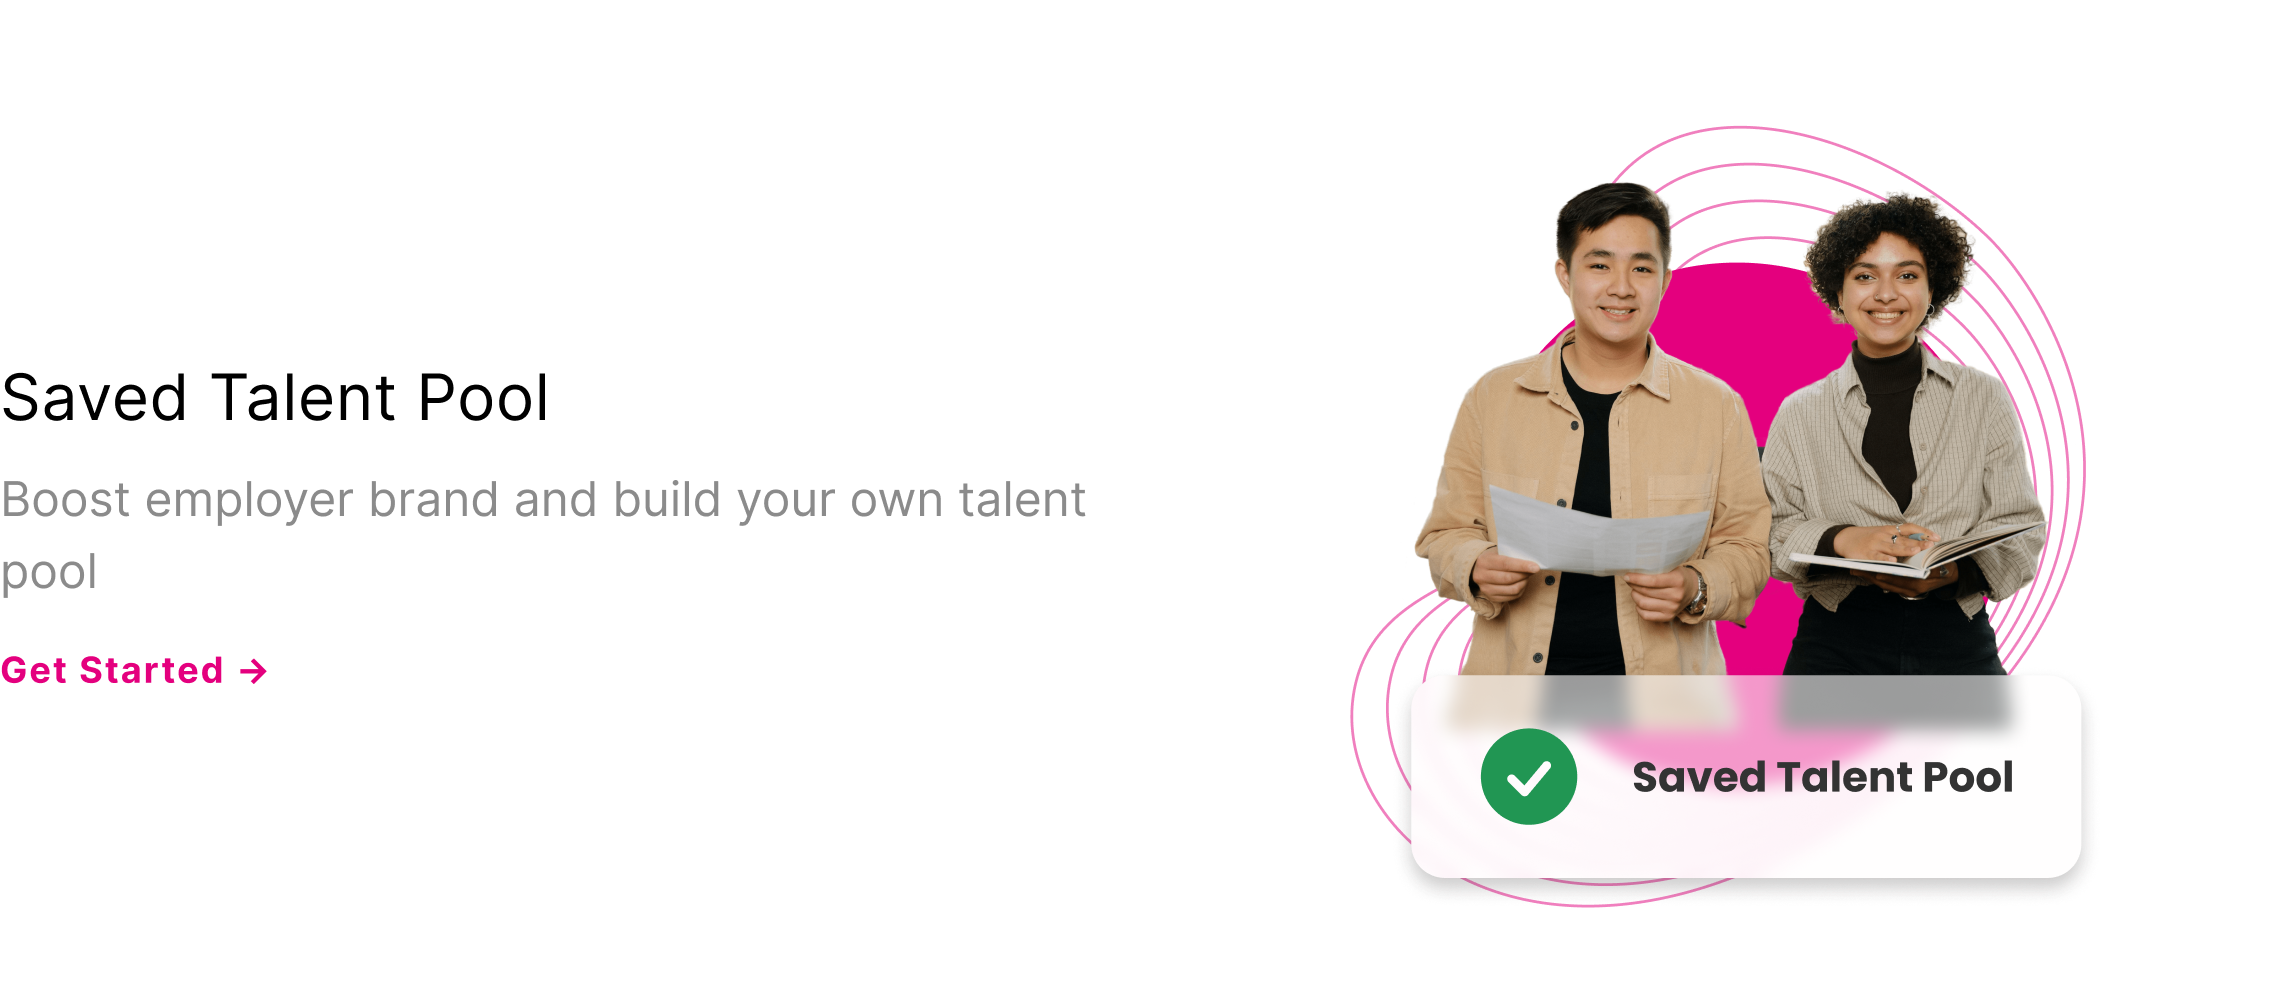 Saved Talent Pool
Boost employer brand and build your own talent
pool
Get Started →
Saved Talent Pool